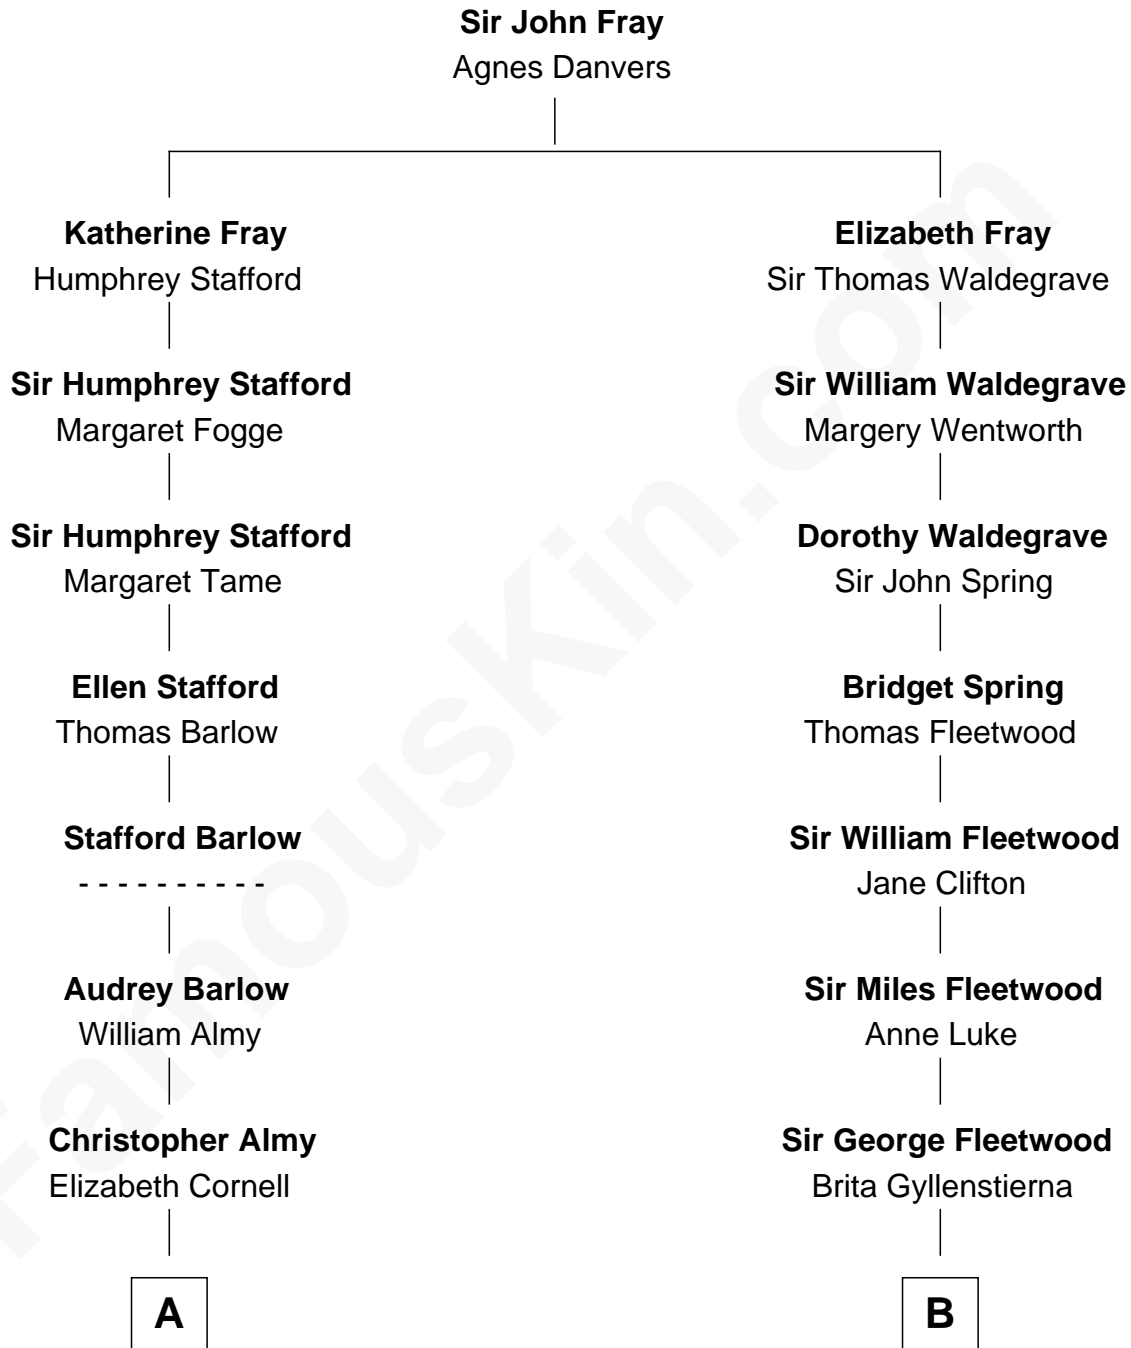 Sir John Fray
Agnes Danvers
Katherine Fray
Humphrey Stafford
Elizabeth Fray
Sir Thomas Waldegrave
Sir Humphrey Stafford
Margaret Fogge
Sir William Waldegrave
Margery Wentworth
Sir Humphrey Stafford
Margaret Tame
Dorothy Waldegrave
Sir John Spring
Ellen Stafford
Thomas Barlow
Bridget Spring
Thomas Fleetwood
Stafford Barlow
- - - - - - - - - -
Sir William Fleetwood
Jane Clifton
Audrey Barlow
William Almy
Sir Miles Fleetwood
Anne Luke
Christopher Almy
Elizabeth Cornell
Sir George Fleetwood
Brita Gyllenstierna
A
B
FamousKin.com